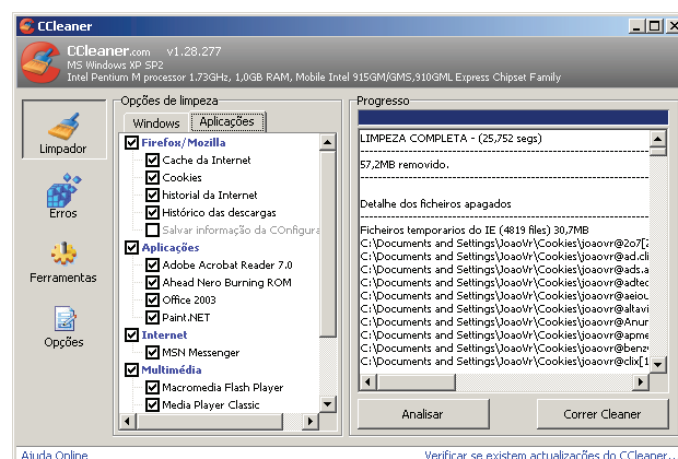 CCleaner
CCleaner.com v1.28.277
MS Windows XP SP2
Intel Pentium M processor 1.73GHz, 1,0GB RAM, Mobile Intel 915GM/GMS,910GML Express Chipset Family
Limpador
Erros
Ferramentas
Opções
Opções de limpeza
Windows Aplicações
Firefox/Mozilla
Cache da Internet
Cookies
historial da Internet
Histórico das descargas
Salvar informação da COnfigura
Aplicações
Adobe Acrobat Reader 7.0
Ahead Nero Burning ROM
Office 2003
Paint.NET
Internet
MSN Messenger
Multimédia
Macromedia Flash Player
Media Player Classic
Progresso
LIMPEZA COMPLETA - (25,752 segs)
57,2MB removido.
Detalhe dos ficheiros apagados
Ficheiros temporarios do IE (4819 files) 30,7MB
C:\Documents and Settings\JoaoVr\Cookies\joaovr@2o7[2
C:\Documents and Settings\JoaoVr\Cookies\joaovr@ad.cli
C:\Documents and Settings\JoaoVr\Cookies\joaovr@ads.a
C:\Documents and Settings\JoaoVr\Cookies\joaovr@adtec
C:\Documents and Settings\JoaoVr\Cookies\joaovr@aeiou
C:\Documents and Settings\JoaoVr\Cookies\joaovr@altavi
C:\Documents and Settings\JoaoVr\Cookies\joaovr@Anur
C:\Documents and Settings\JoaoVr\Cookies\joaovr@apme
C:\Documents and Settings\JoaoVr\Cookies\joaovr@benz
C:\Documents and Settings\JoaoVr\Cookies\joaovr@clix[1
Analisar Correr Cleaner
Ajuda Online Verificar se existem actualizações do CCleaner...